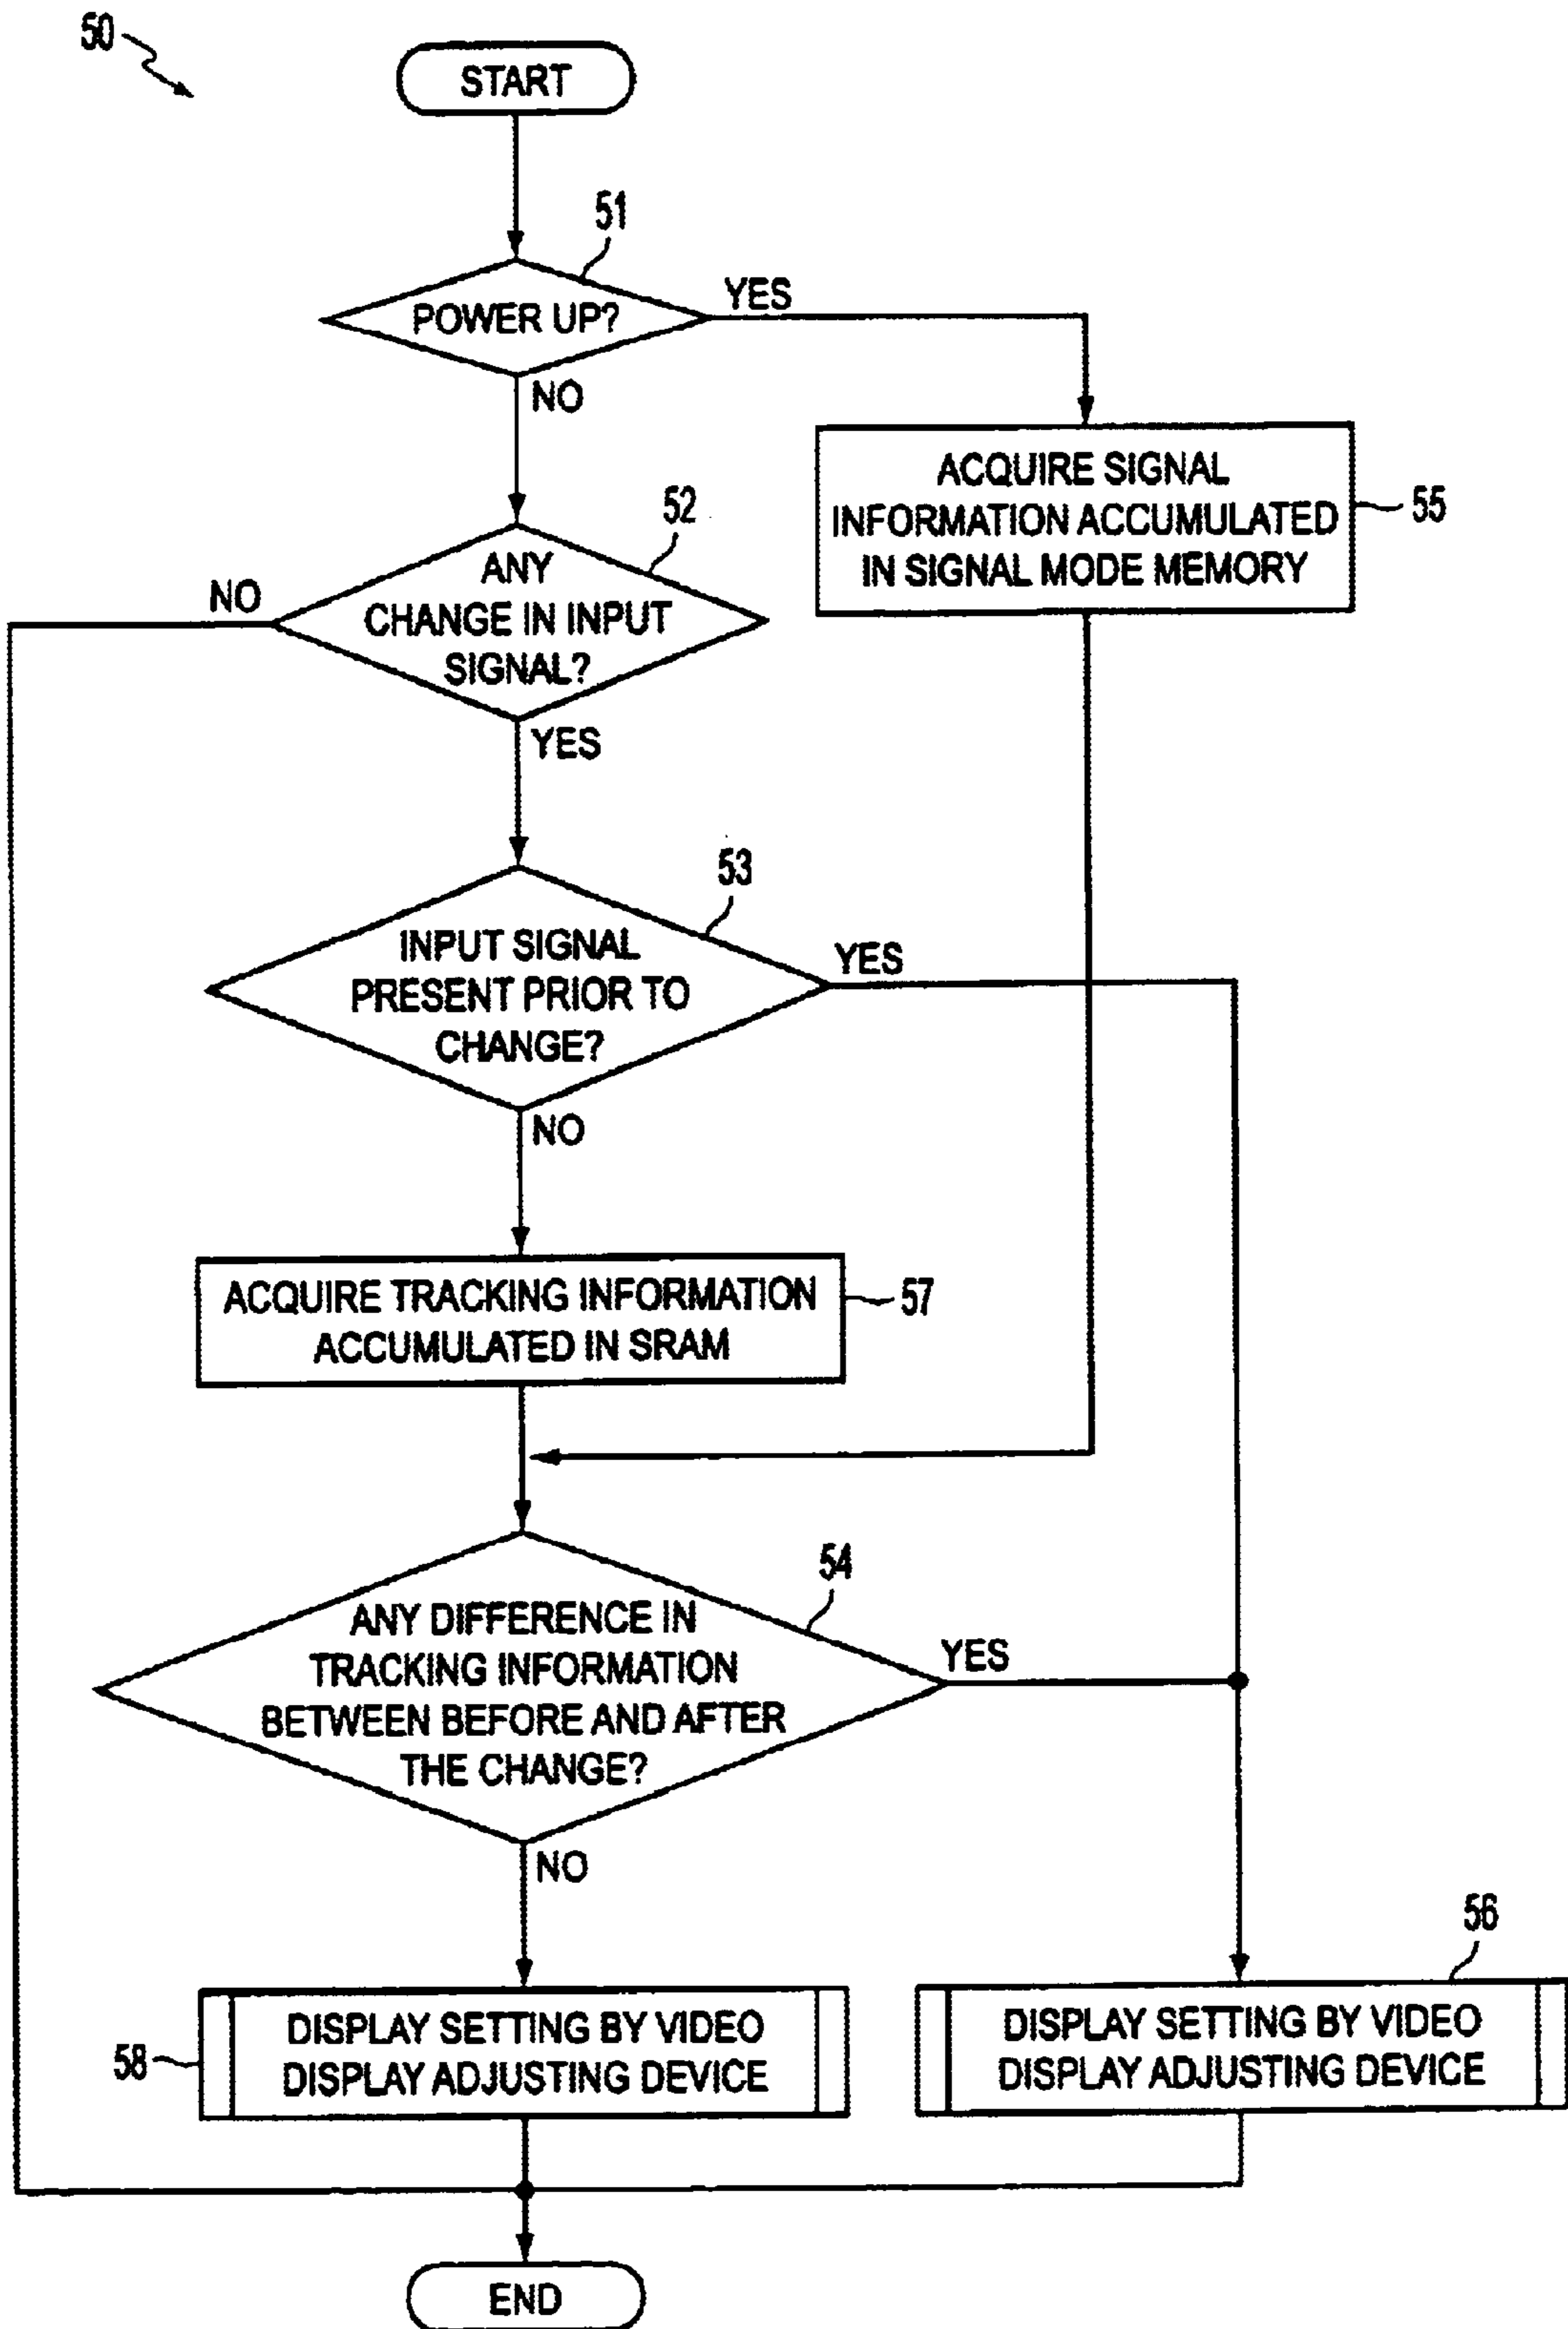 50
START
51
POWER UP?
YES
NO
ACQUIRE SIGNAL
INFORMATION ACCUMULATED
IN SIGNAL MODE MEMORY
55
52
ANY
CHANGE IN INPUT
SIGNAL?
NO
YES
53
INPUT SIGNAL
PRESENT PRIOR TO
CHANGE?
YES
NO
ACQUIRE TRACKING INFORMATION
ACCUMULATED IN SRAM
57
54
ANY DIFFERENCE IN
TRACKING INFORMATION
BETWEEN BEFORE AND AFTER
THE CHANGE?
YES
NO
58
DISPLAY SETTING BY VIDEO
DISPLAY ADJUSTING DEVICE
56
DISPLAY SETTING BY VIDEO
DISPLAY ADJUSTING DEVICE
END